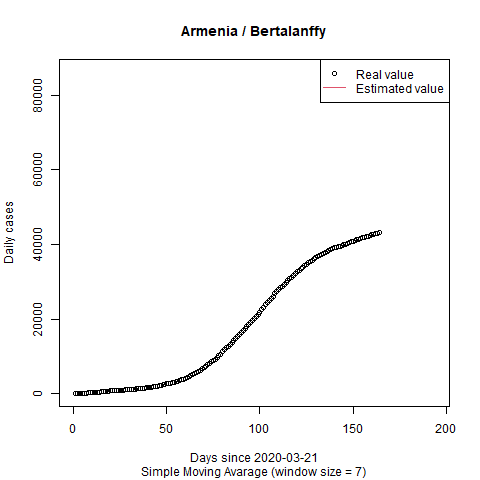 Armenia / Bertalanffy
Real value
Estimated value
Daily cases
0
20000
40000
60000
80000
0
50
100
150
200
Days since 2020-03-21
Simple Moving Avarage (window size = 7)